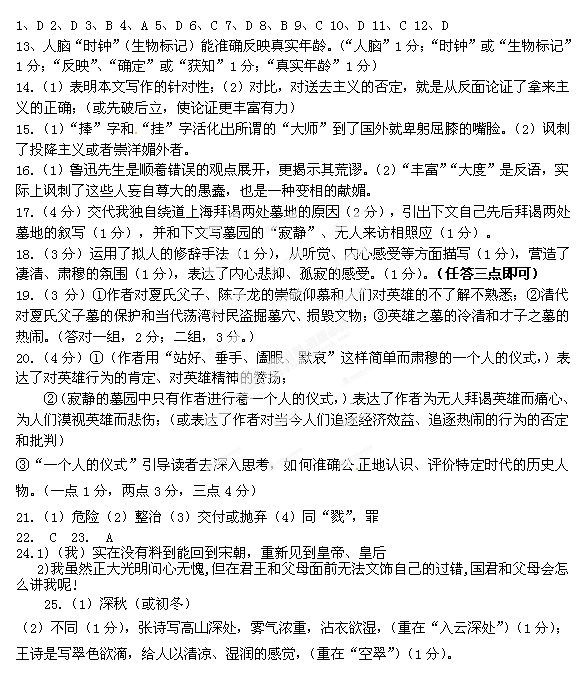 1、D 2、D 3、B 4、A 5、D 6、C 7、D 8、B 9、C 10、D 11、C 12、D
13、人脑“时钟”（生物标记）能准确反映真实年龄。（“人脑”1分；“时钟”或“生物标记”
1分；“反映”、“确定”或“获知”1分；“真实年龄”1分）
14.（1）表明本文写作的针对性；（2）对比，对送去主义的否定，就是从反面论证了拿来主
义的正确；（或先破后立，使论证更丰富有力）
15.（1）“捧”字和“挂”字活化出所谓的“大师”到了国外就卑躬屈膝的嘴脸。（2）讽刺
了投降主义或者崇洋媚外者。
16.（1）鲁迅先生是顺着错误的观点展开，更揭示其荒谬。（2）“丰富”“大度”是反语，实
际上讽刺了这些人妄自尊大的愚蠢，也是一种变相的献媚。
17.（4分）交代我独自绕道上海拜谒两处墓地的原因（2分），引出下文自己先后拜谒两处
墓地的叙写（1分），并和下文写墓园的“寂静”、无人来访相照应（1分）。
18.（3分）运用了拟人的修辞手法（1分），从听觉、内心感受等方面描写（1分），营造了
凄清、肃穆的氛围（1分），表达了内心悲抑、孤寂的感受。（1分）。（任答三点即可）
19.（3 分）①作者对夏氏父子、陈子龙的崇敬仰慕和人们对英雄的不了解不熟悉；②清代
对夏氏父子墓的保护和当代荡湾村民盗掘墓穴、损毁文物；③英雄之墓的冷清和才子之墓的
热闹。（答对一组，2分；二组，3分。）
20.（4分）①（作者用“站好、垂手、阖眼、默哀”这样简单而肃穆的一个人的仪式，）表
达了对英雄行为的肯定、对英雄精神的赞扬；
②（寂静的墓园中只有作者进行着一个人的仪式，）表达了作者为无人拜谒英雄而痛心、
为人们漠视英雄而悲伤；（或表达了作者对当今人们追逐经济效益、追逐热闹的行为的否定
和批判）
③“一个人的仪式”引导读者去深入思考，如何准确公正地认识、评价特定时代的历史人
物。（一点1分，两点3分，三点4分）
21.（1）危险（2）整治（3）交付或抛弃（4）同“戮”，罪
22. C 23. A
24.1)（我）实在没有料到能回到宋朝，重新见到皇帝、皇后
2)我虽然正大光明问心无愧,但在君王和父母面前无法文饰自己的过错,国君和父母会怎
么讲我呢!
25.（1）深秋（或初冬）
（2）不同（1分），张诗写高山深处，雾气浓重，沾衣欲湿，（重在“入云深处”）（1分）；
王诗是写翠色欲滴，给人以清凉、湿润的感觉，（重在“空翠”）（1分）。